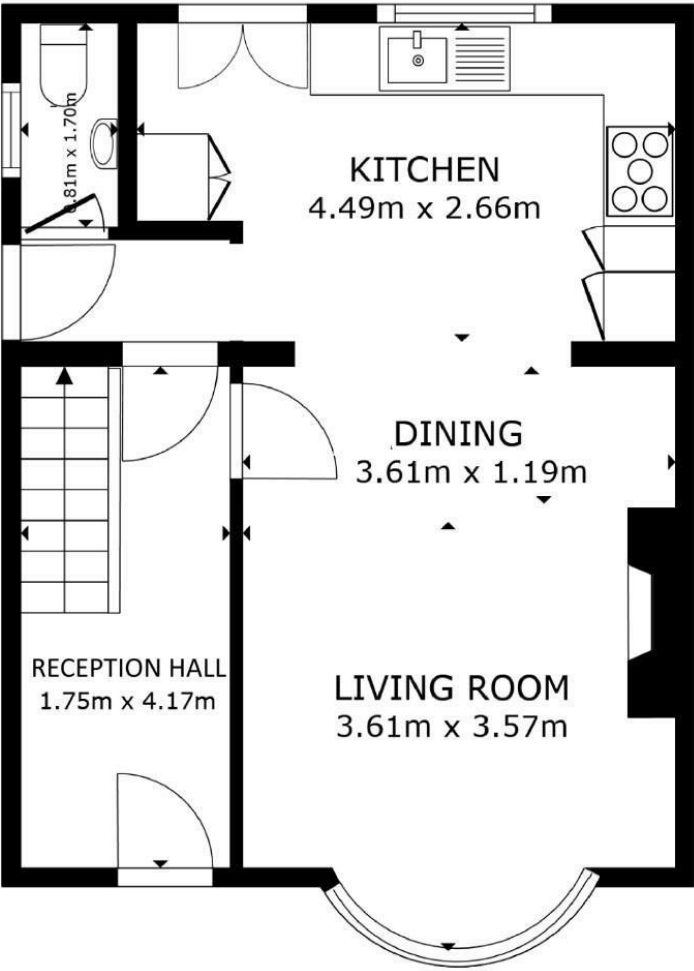 0.81m x 1.70m
KITCHEN
4.49m x 2.66m
DINING
3.61m x 1.19m
RECEPTION HALL
1.75m x 4.17m
LIVING ROOM
3.61m x 3.57m